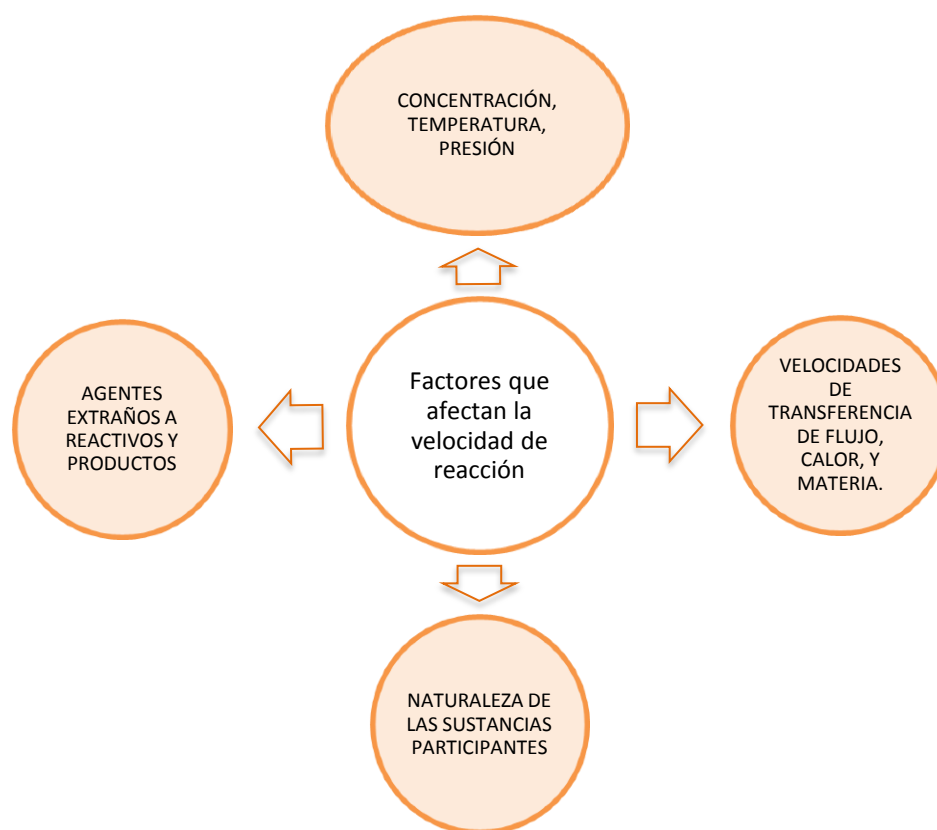 CONCENTRACIÓN,
TEMPERATURA,
PRESIÓN
AGENTES
EXTRAÑOS A
REACTIVOS Y
PRODUCTOS
Factores que
afectan la
velocidad de
reacción
VELOCIDADES
DE
TRANSFERENCIA
DE FLUJO,
CALOR, Y
MATERIA.
NATURALEZA DE
LAS SUSTANCIAS
PARTICIPANTES